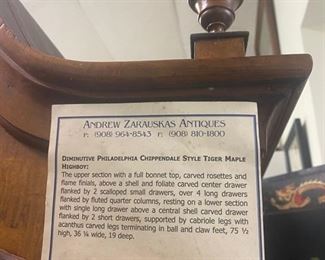 Andrew Zarauskas Antiques
P: (908) 964-8543 F: (908) 810-1800
Diminutive Philadelphia Chippendale Style Tiger Maple
Highboy:
The upper section with a full bonnet top, carved rosettes and
flame finials, above a shell and foliate carved center drawer
flanked by 2 scalloped small drawers, over 4 long drawers
flanked by fluted quarter columns, resting on a lower section
with single long drawer above a central shell carved drawer
flanked by 2 short drawers, supported by cabriole legs with
acanthus carved legs terminating in ball and claw feet, 75 ½
high, 36 ¼ wide, 19 deep.